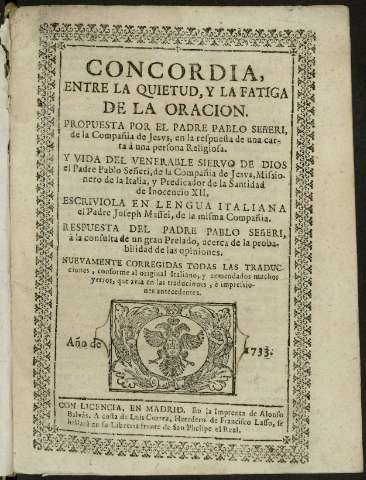 CONCORDIA,
ENTRE LA QUIETUD, Y LA FATIGA
DE LA ORACION.
PROPUESTA POR EL PADRE PABLO SEñERI,
de la Compañia de Jesvs, en la respuesta de una car-
ta à una persona Religiosa.
Y VIDA DEL VENERABLE SIERVO DE DIOS
el Padre Pablo Señeri, de la Compañia de Jesvs, Missio-
nero de la Italia, y Predicador de la Santidad
de Inocencio XII.
ESCRIVIOLA EN LENGUA ITALIANA
el Padre Joseph Massei, de la misma Compañia.
RESPUESTA DEL PADRE PABLO SEñERI,
à la consulta de un gran Prelado, acerca de la proba-
bilidad de las opiniones.
NUEVAMENTE CORREGIDAS TODAS LAS TRADUC-
ciones, conforme al original Italiano, y enmendados muchos
yerros, que avia en las traducciones, è impressio-
nes antecedentes.
Año de 1733.
CON LICENCIA, EN MADRID. En la Imprenta de Alonso
Balvàs. A costa de Luis Correa, Heredero de Francisco Lasso, se
hallarà en su Libreria frente de San Phelipe el Real.